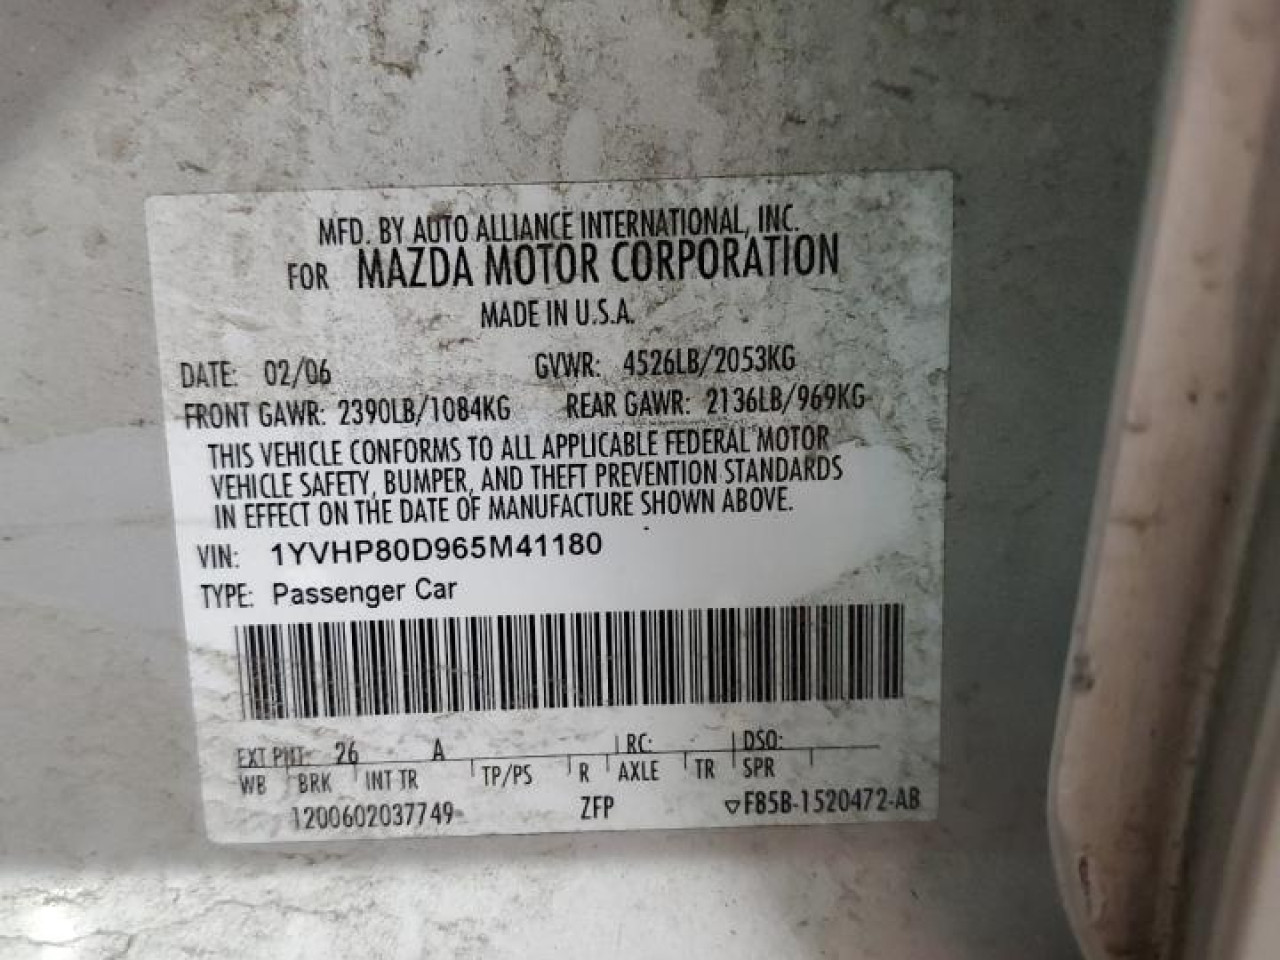 MFD. BY AUTO ALLIANCE INTERNATIONAL, INC.
FOR MAZDA MOTOR CORPORATION
MADE IN U.S.A.
DATE: 02/06 GVWR: 4526LB/2053KG
FRONT GAWR: 2390LB/1084KG REAR GAWR: 2136LB/969KG
THIS VEHICLE CONFORMS TO ALL APPLICABLE FEDERAL MOTOR
VEHICLE SAFETY, BUMPER, AND THEFT PREVENTION STANDARDS
IN EFFECT ON THE DATE OF MANUFACTURE SHOWN ABOVE.
VIN: 1YVHP80D965M41180
TYPE: Passenger Car
EXT PNT: 26 A RC: DSO:
WB BRK INT TR TP/PS R AXLE TR SPR
1200602037749 ZFP ▽F85B-1520472-AB